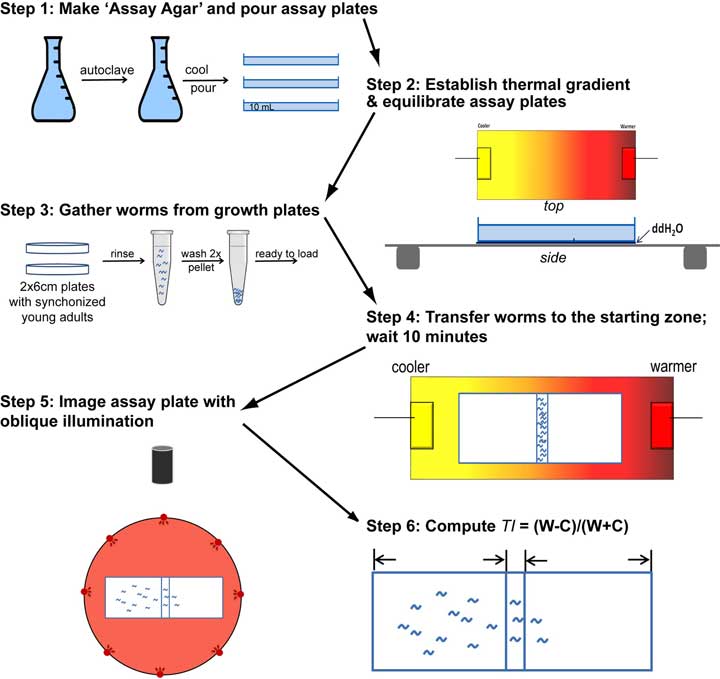 Step 1: Make ‘Assay Agar’ and pour assay plates
autoclave
cool
pour
10 mL
Step 2: Establish thermal gradient
& equilibrate assay plates
Cooler
Warmer
top
ddH₂O
side
Step 3: Gather worms from growth plates
rinse
wash 2x
pellet
ready to load
2x6cm plates
with synchonized
young adults
Step 4: Transfer worms to the starting zone;
wait 10 minutes
cooler
warmer
Step 5: Image assay plate with
oblique illumination
Step 6: Compute TI = (W-C)/(W+C)